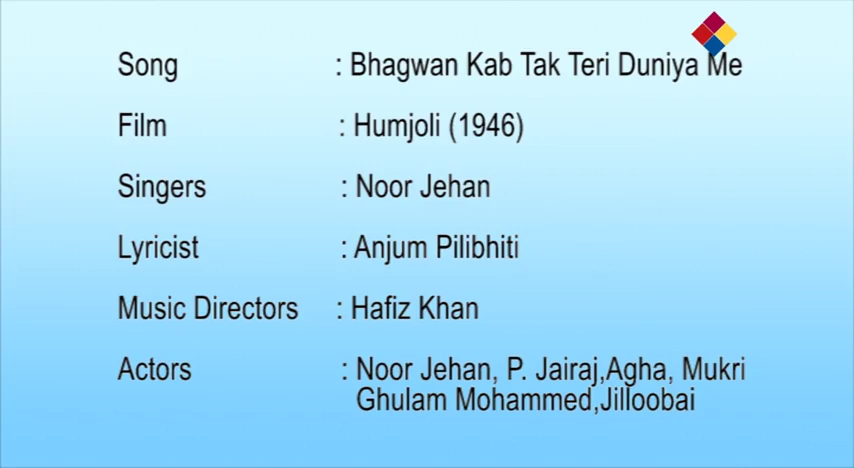 Song : Bhagwan Kab Tak Teri Duniya Me
Film : Humjoli (1946)
Singers : Noor Jehan
Lyricist : Anjum Pilibhiti
Music Directors : Hafiz Khan
Actors : Noor Jehan, P. Jairaj,Agha, Mukri
Ghulam Mohammed,Jilloobai